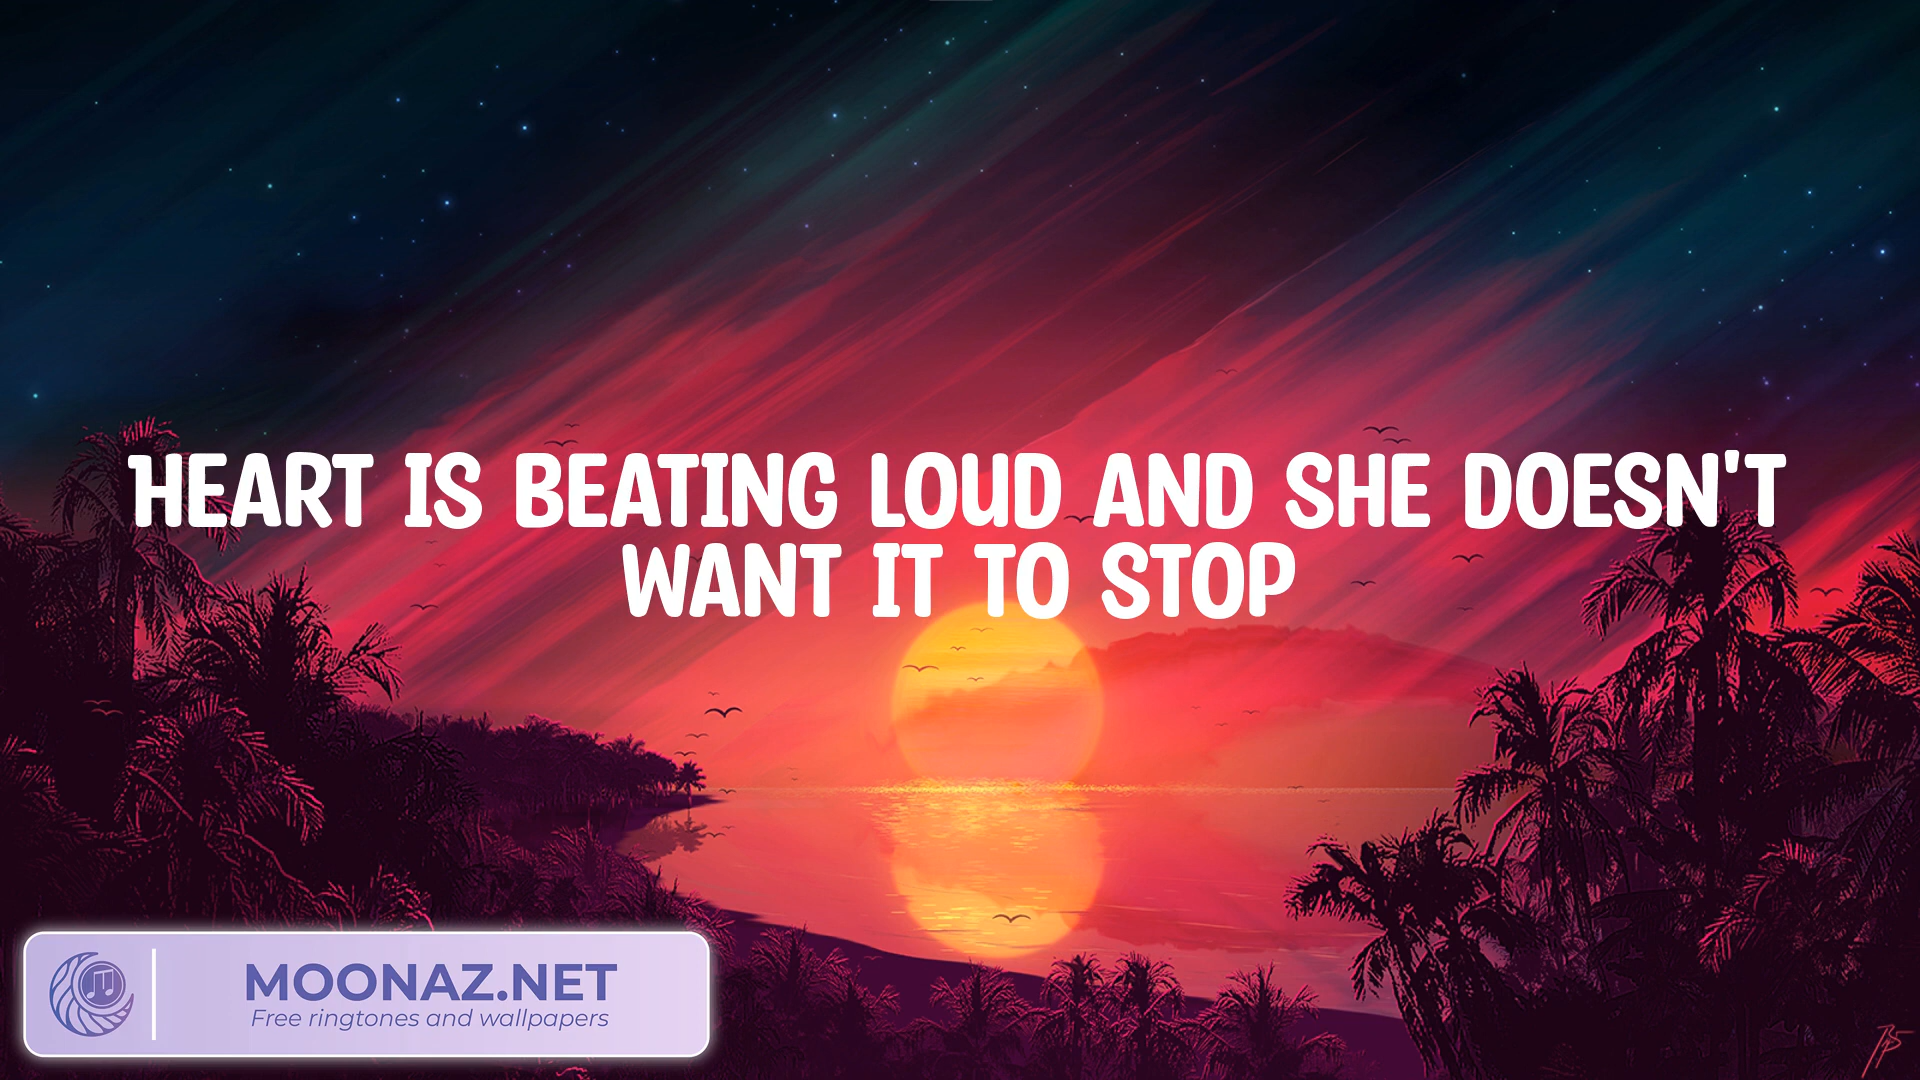 HEART IS BEATING LOUD AND SHE DOESN'T
WANT IT TO STOP
MOONAZ.NET
Free ringtones and wallpapers